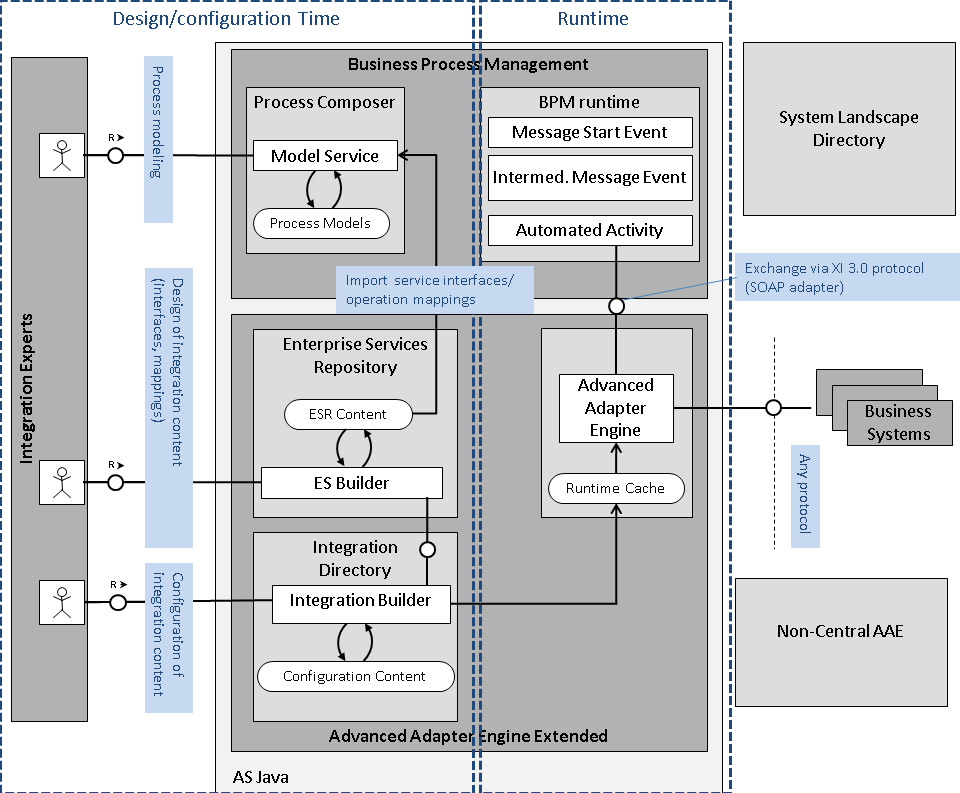 Design/configuration Time
Runtime
Business Process Management
Process Composer
Model Service
Process Models
BPM runtime
Message Start Event
Intermed. Message Event
Automated Activity
System Landscape
Directory
R
Process modeling
Import service interfaces/
operation mappings
Exchange via XI 3.0 protocol
(SOAP adapter)
Integration Experts
Design of integration content
(interfaces, mappings)
R
Enterprise Services
Repository
ESR Content
ES Builder
Advanced
Adapter
Engine
Runtime Cache
Business
Systems
Any protocol
Integration
Directory
Integration Builder
Configuration Content
R
Configuration of
integration content
Non-Central AAE
Advanced Adapter Engine Extended
AS Java